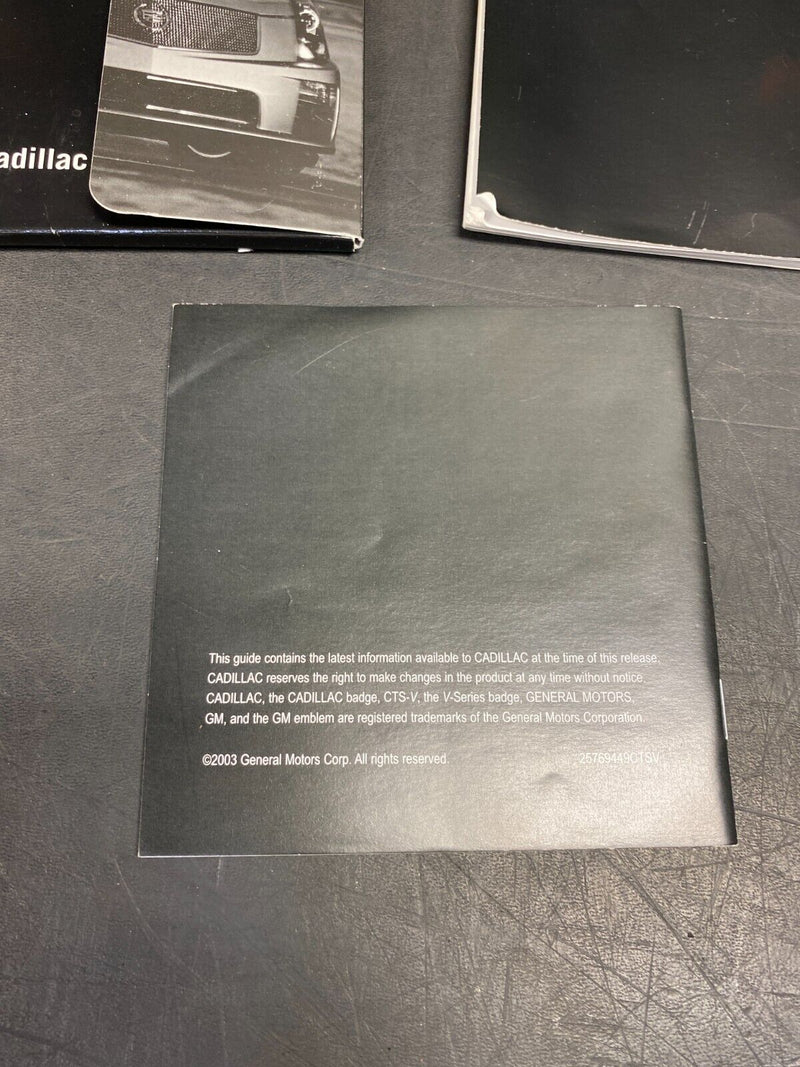 adillac
This guide contains the latest information available to CADILLAC at the time of this release.
CADILLAC reserves the right to make changes in the product at any time without notice
CADILLAC, the CADILLAC badge, CTS-V, the V-Series badge, GENERAL MOTORS,
GM, and the GM emblem are registered trademarks of the General Motors Corporation.
©2003 General Motors Corp. All rights reserved.
25769449CTSV